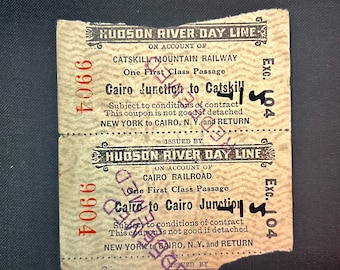 HUDSON RIVER DAY LINE
ON ACCOUNT OF
CATSKILL MOUNTAIN RAILWAY
One First Class Passage
Cairo Junction to Catskill
Subject to conditions of contract
This coupon is not good if detached
NEW YORK to CAIRO, N.Y. and RETURN
9904
Exc. 104
ISSUED BY
HUDSON RIVER DAY LINE
ON ACCOUNT OF
CAIRO RAILROAD
One First Class Passage
Cairo to Cairo Junction
Subject to conditions of contract
This coupon is not good if detached
NEW YORK to CAIRO, N.Y. and RETURN
9904
Exc. 104
ISSUED BY